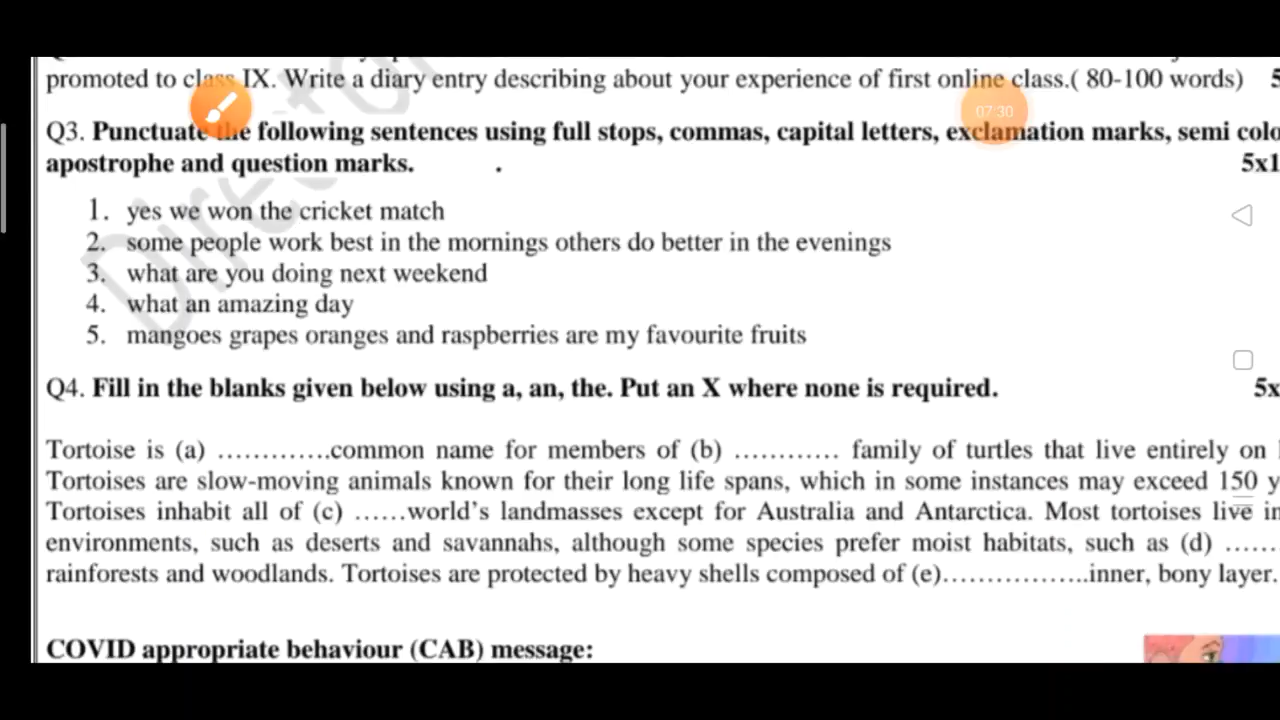 promoted to class IX. Write a diary entry describing about your experience of first online class.( 80-100 words) 5
07:30
Q3. Punctuate the following sentences using full stops, commas, capital letters, exclamation marks, semi colo
apostrophe and question marks. . 5x1
1. yes we won the cricket match
2. some people work best in the mornings others do better in the evenings
3. what are you doing next weekend
4. what an amazing day
5. mangoes grapes oranges and raspberries are my favourite fruits
Q4. Fill in the blanks given below using a, an, the. Put an X where none is required. 5x
Tortoise is (a) ………….common name for members of (b) ………… family of turtles that live entirely on
Tortoises are slow-moving animals known for their long life spans, which in some instances may exceed 150 y
Tortoises inhabit all of (c) ……world’s landmasses except for Australia and Antarctica. Most tortoises live in
environments, such as deserts and savannahs, although some species prefer moist habitats, such as (d) ……
rainforests and woodlands. Tortoises are protected by heavy shells composed of (e)……………..inner, bony layer.
COVID appropriate behaviour (CAB) message: